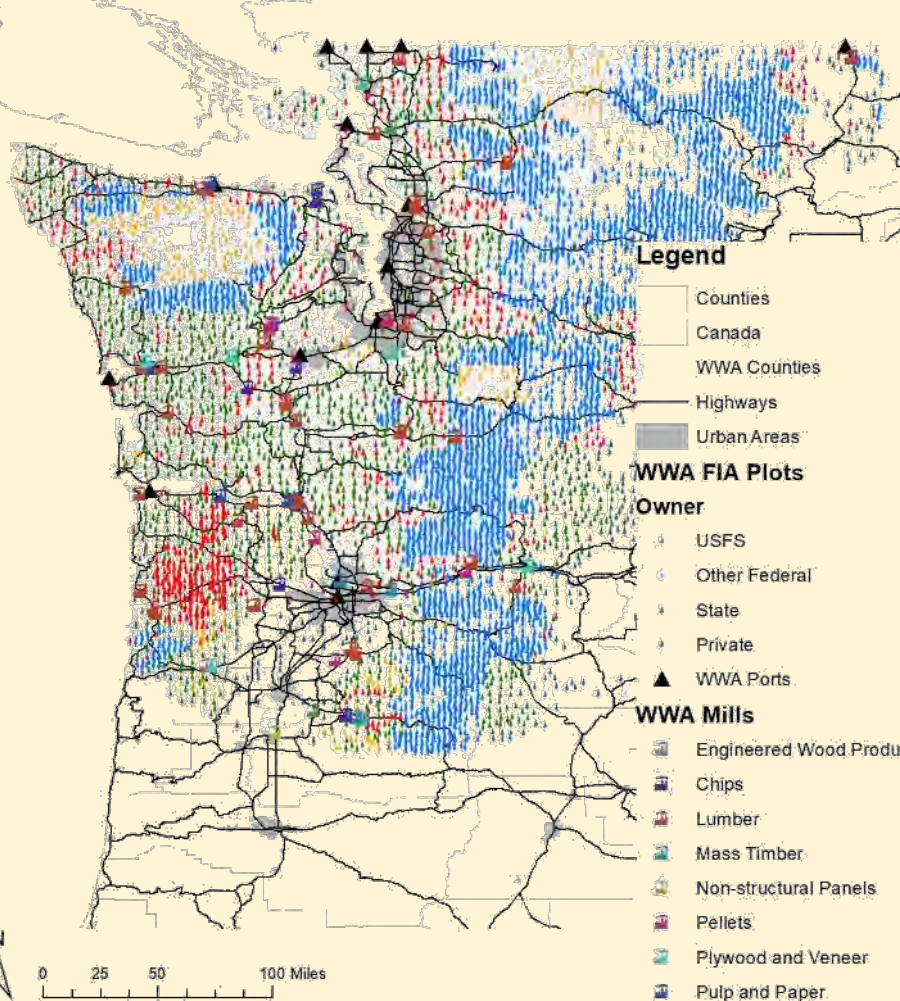 Legend
Counties
Canada
WWA Counties
Highways
Urban Areas
WWA FIA Plots
Owner
USFS
Other Federal
State
Private
WWA Ports
WWA Mills
Engineered Wood Produ
Chips
Lumber
Mass Timber
Non-structural Panels
Pellets
Plywood and Veneer
Pulp and Paper
N
0 25 50 100 Miles